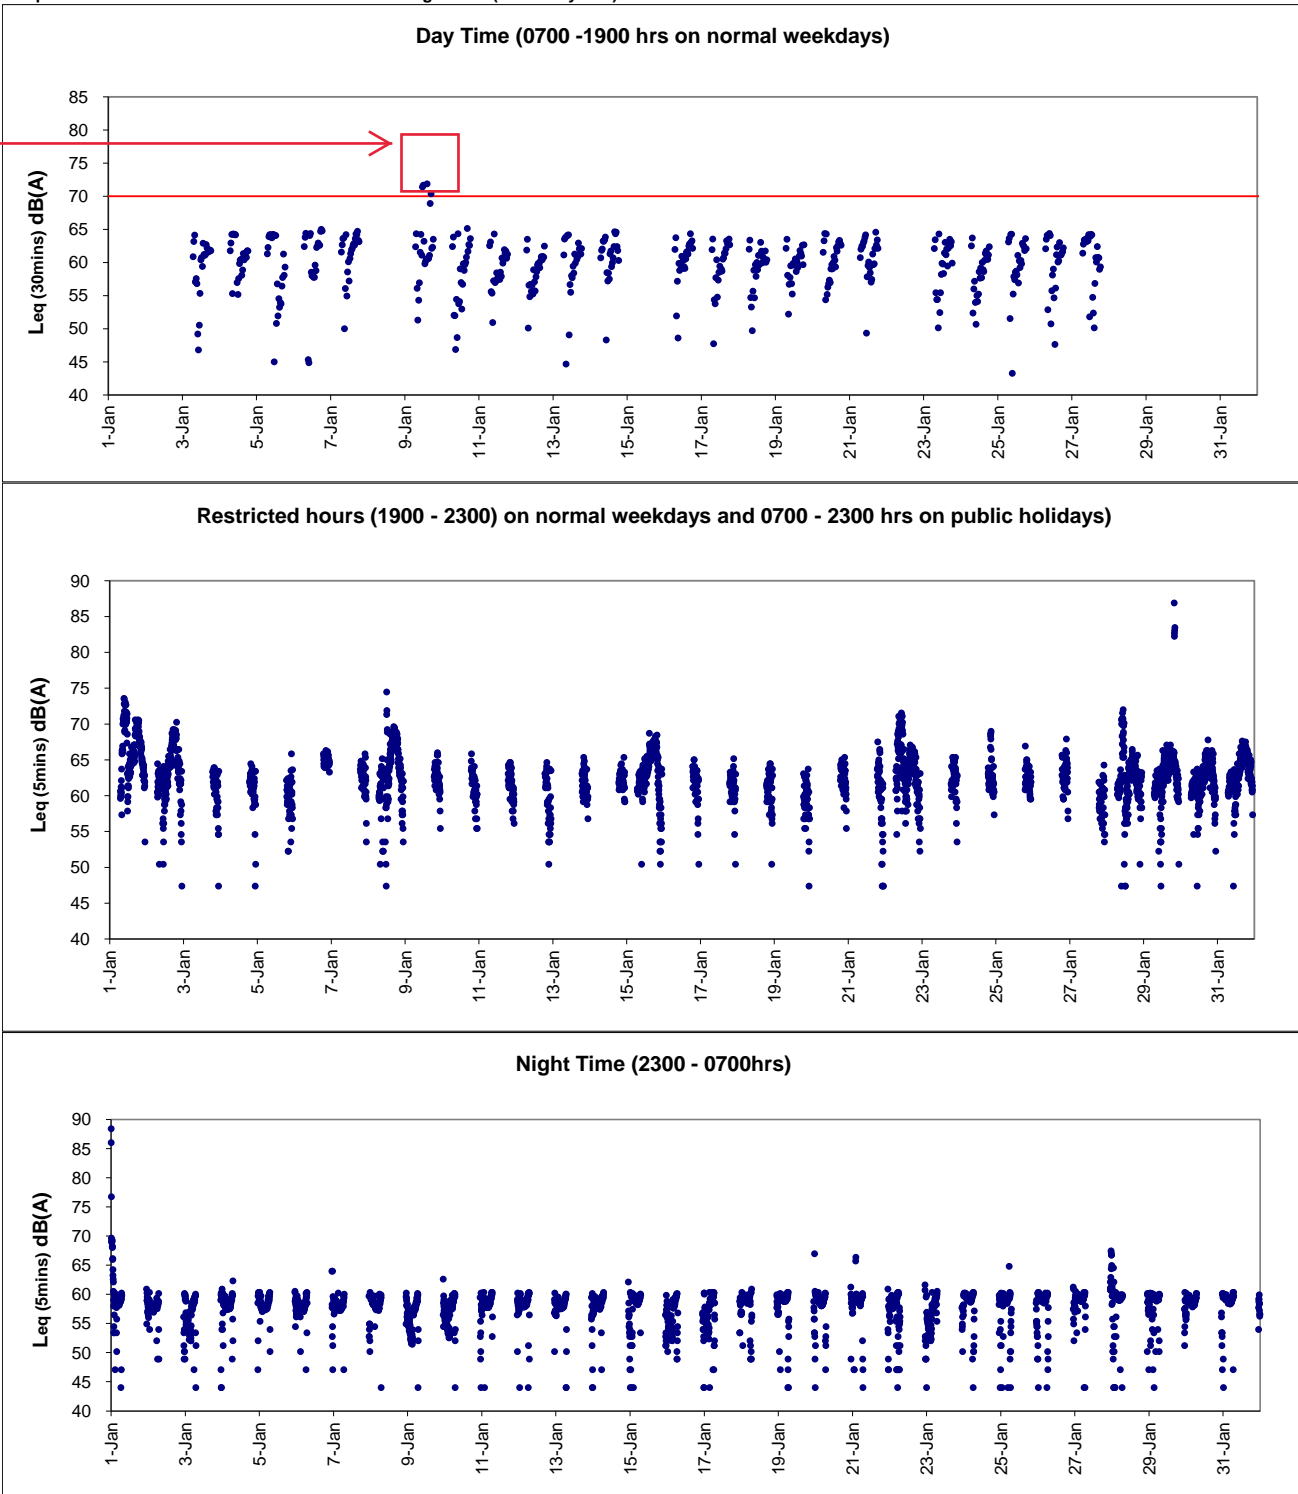 Day Time (0700 -1900 hrs on normal weekdays)
Leq (30mins) dB(A)
85
80
75
70
65
60
55
50
45
40
1-Jan
3-Jan
5-Jan
7-Jan
9-Jan
11-Jan
13-Jan
15-Jan
17-Jan
19-Jan
21-Jan
23-Jan
25-Jan
27-Jan
29-Jan
31-Jan
Restricted hours (1900 - 2300) on normal weekdays and 0700 - 2300 hrs on public holidays)
Leq (5mins) dB(A)
90
85
80
75
70
65
60
55
50
45
40
1-Jan
3-Jan
5-Jan
7-Jan
9-Jan
11-Jan
13-Jan
15-Jan
17-Jan
19-Jan
21-Jan
23-Jan
25-Jan
27-Jan
29-Jan
31-Jan
Night Time (2300 - 0700hrs)
Leq (5mins) dB(A)
90
85
80
75
70
65
60
55
50
45
40
1-Jan
3-Jan
5-Jan
7-Jan
9-Jan
11-Jan
13-Jan
15-Jan
17-Jan
19-Jan
21-Jan
23-Jan
25-Jan
27-Jan
29-Jan
31-Jan